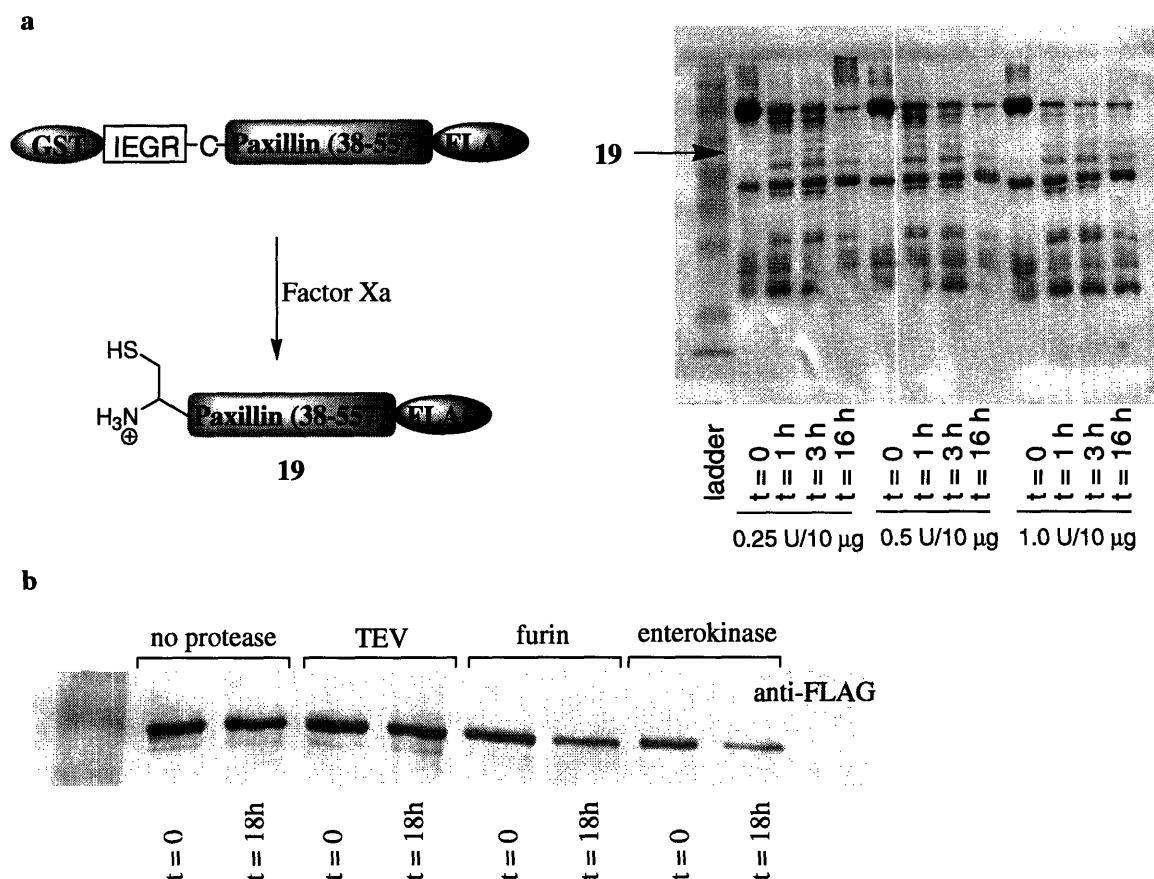 a
GST IEGR C Paxillin (38-557) FLAG
Factor Xa
HS
H₃N
⊕
Paxillin (38-557) FLAG
19
19
ladder
t = 0
t = 1 h
t = 3 h
t = 16 h
t = 0
t = 1 h
t = 3 h
t = 16 h
t = 0
t = 1 h
t = 3 h
t = 16 h
0.25 U/10 µg 0.5 U/10 µg 1.0 U/10 µg
b
no protease TEV furin enterokinase
anti-FLAG
t = 0
t = 18h
t = 0
t = 18h
t = 0
t = 18h
t = 0
t = 18h